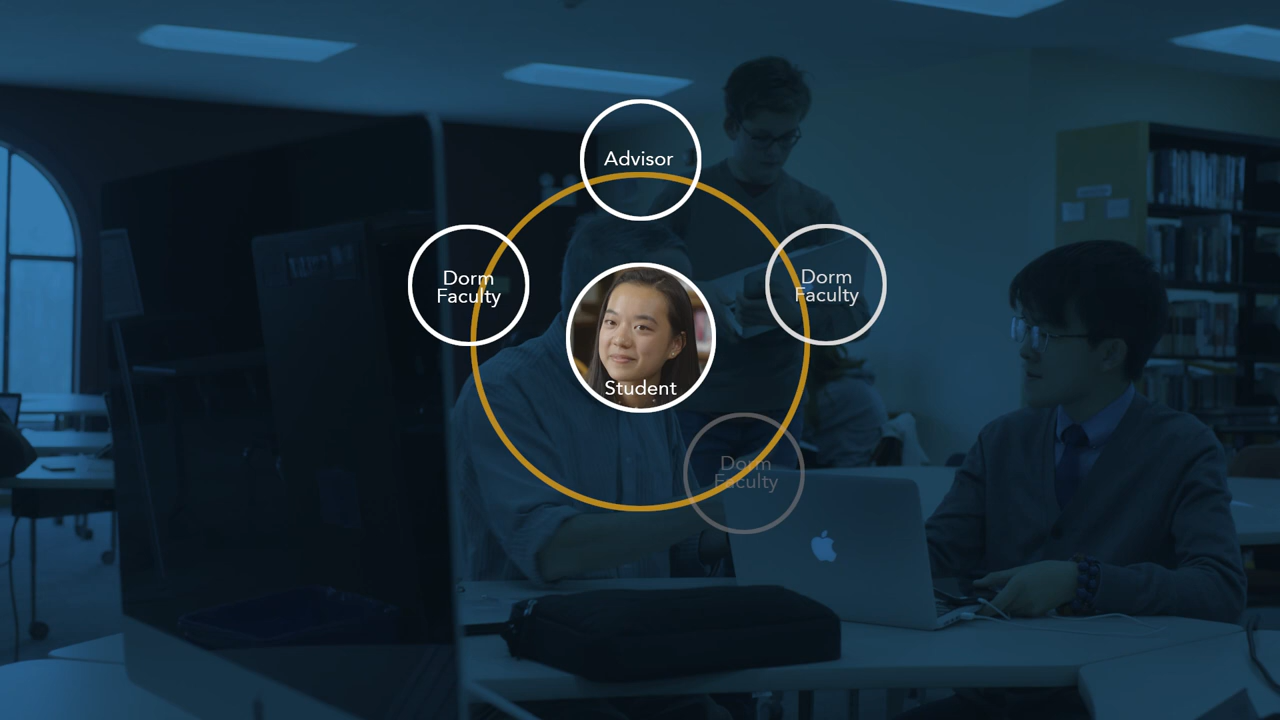 Advisor
Dorm
Faculty
Dorm
Faculty
Student
Dorm
Faculty